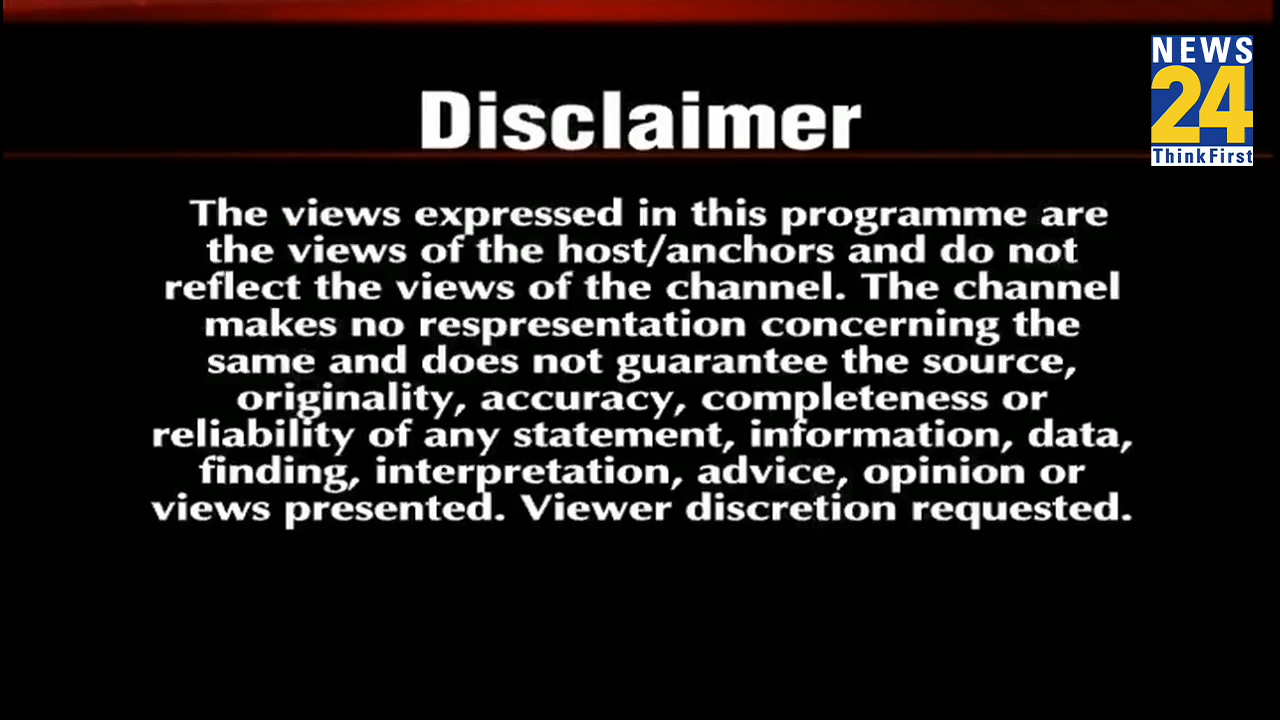 NEWS
24
ThinkFirst
Disclaimer
The views expressed in this programme are
the views of the host/anchors and do not
reflect the views of the channel. The channel
makes no respresentation concerning the
same and does not guarantee the source,
originality, accuracy, completeness or
reliability of any statement, information, data,
finding, interpretation, advice, opinion or
views presented. Viewer discretion requested.